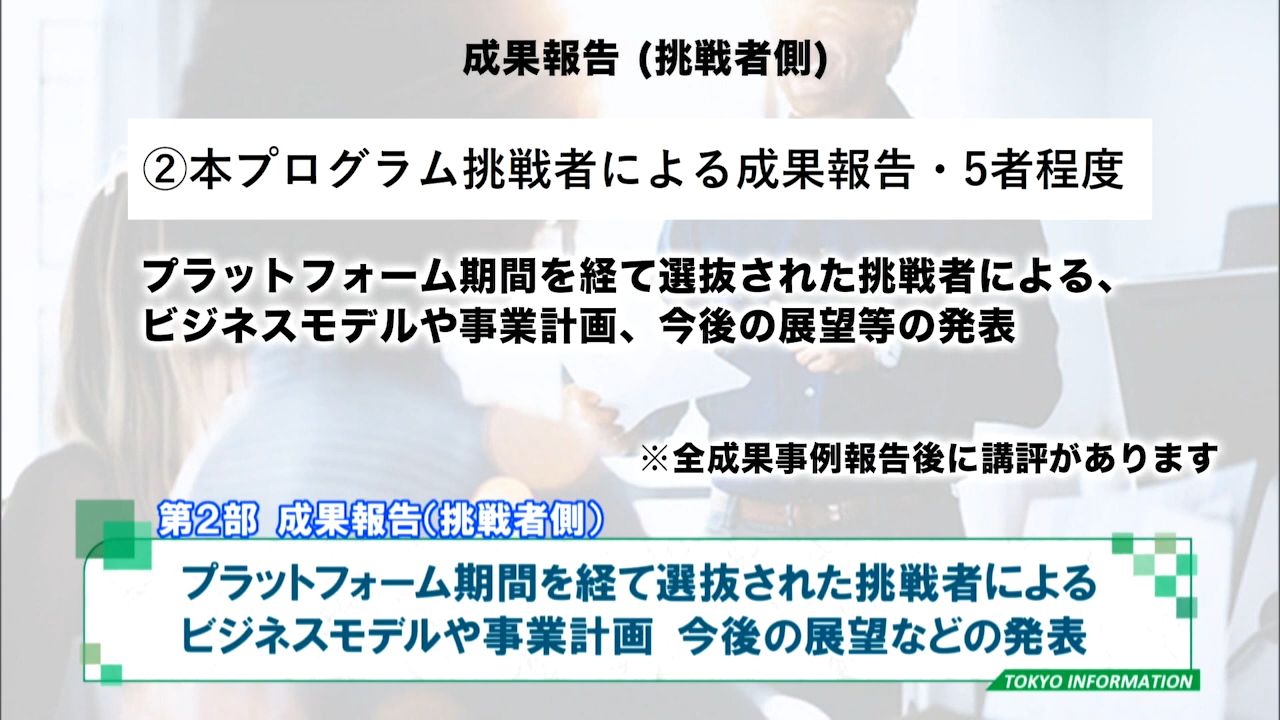 成果報告 (挑戦者側)
②本プログラム挑戦者による成果報告・5者程度
プラットフォーム期間を経て選抜された挑戦者による、
ビジネスモデルや事業計画、今後の展望等の発表
※全成果事例報告後に講評があります
第2部 成果報告(挑戦者側)
プラットフォーム期間を経て選抜された挑戦者による
ビジネスモデルや事業計画 今後の展望などの発表
TOKYO INFORMATION